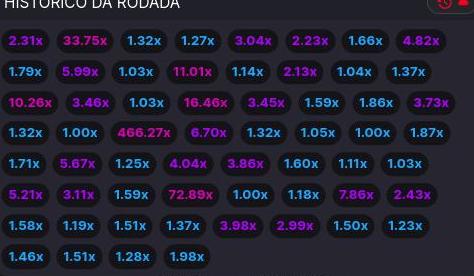 HISTÓRICO DA RODADA
2.31x 33.75x 1.32x 1.27x 3.04x 2.23x 1.66x 4.82x
1.79x 5.99x 1.03x 11.01x 1.14x 2.13x 1.04x 1.37x
10.26x 3.46x 1.03x 16.46x 3.45x 1.59x 1.86x 3.73x
1.32x 1.00x 466.27x 6.70x 1.32x 1.05x 1.00x 1.87x
1.71x 5.67x 1.25x 4.04x 3.86x 1.60x 1.11x 1.03x
5.21x 3.11x 1.59x 72.89x 1.00x 1.18x 7.86x 2.43x
1.58x 1.19x 1.51x 1.37x 3.98x 2.99x 1.50x 1.23x
1.46x 1.51x 1.28x 1.98x